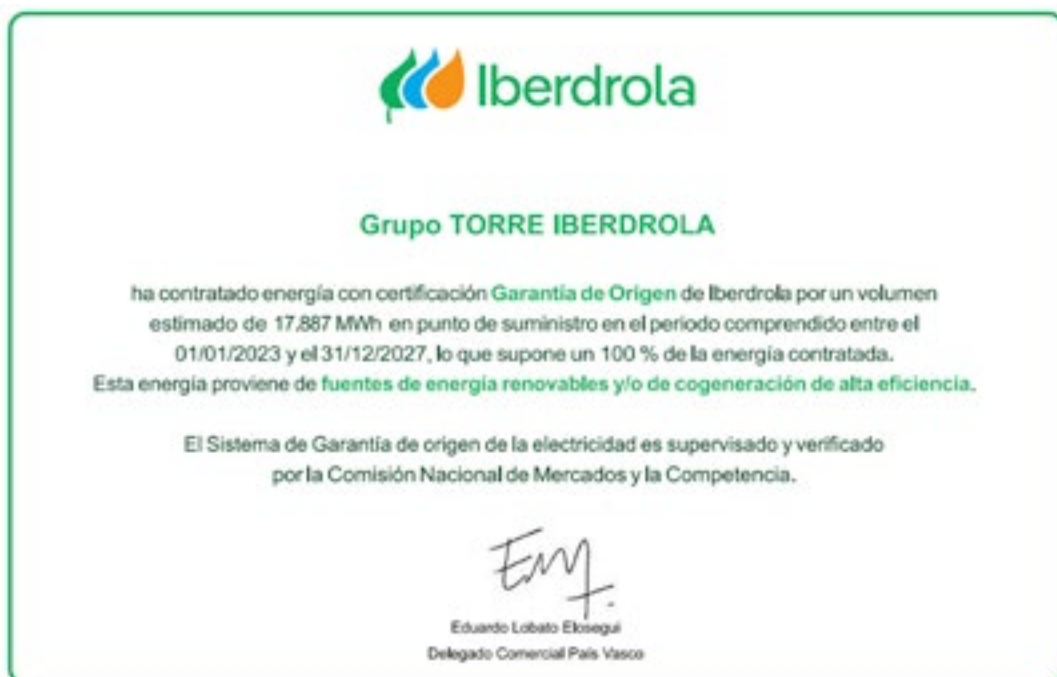 Iberdrola
Grupo TORRE IBERDROLA
ha contratado energía con certificación Garantía de Origen de Iberdrola por un volumen
estimado de 17,887 MWh en punto de suministro en el periodo comprendido entre el
01/01/2023 y el 31/12/2027, lo que supone un 100 % de la energía contratada.
Esta energía proviene de fuentes de energía renovables y/o de cogeneración de alta eficiencia.
El Sistema de Garantía de origen de la electricidad es supervisado y verificado
por la Comisión Nacional de Mercados y la Competencia.
Eduardo Lobato Elosegui
Delegado Comercial País Vasco